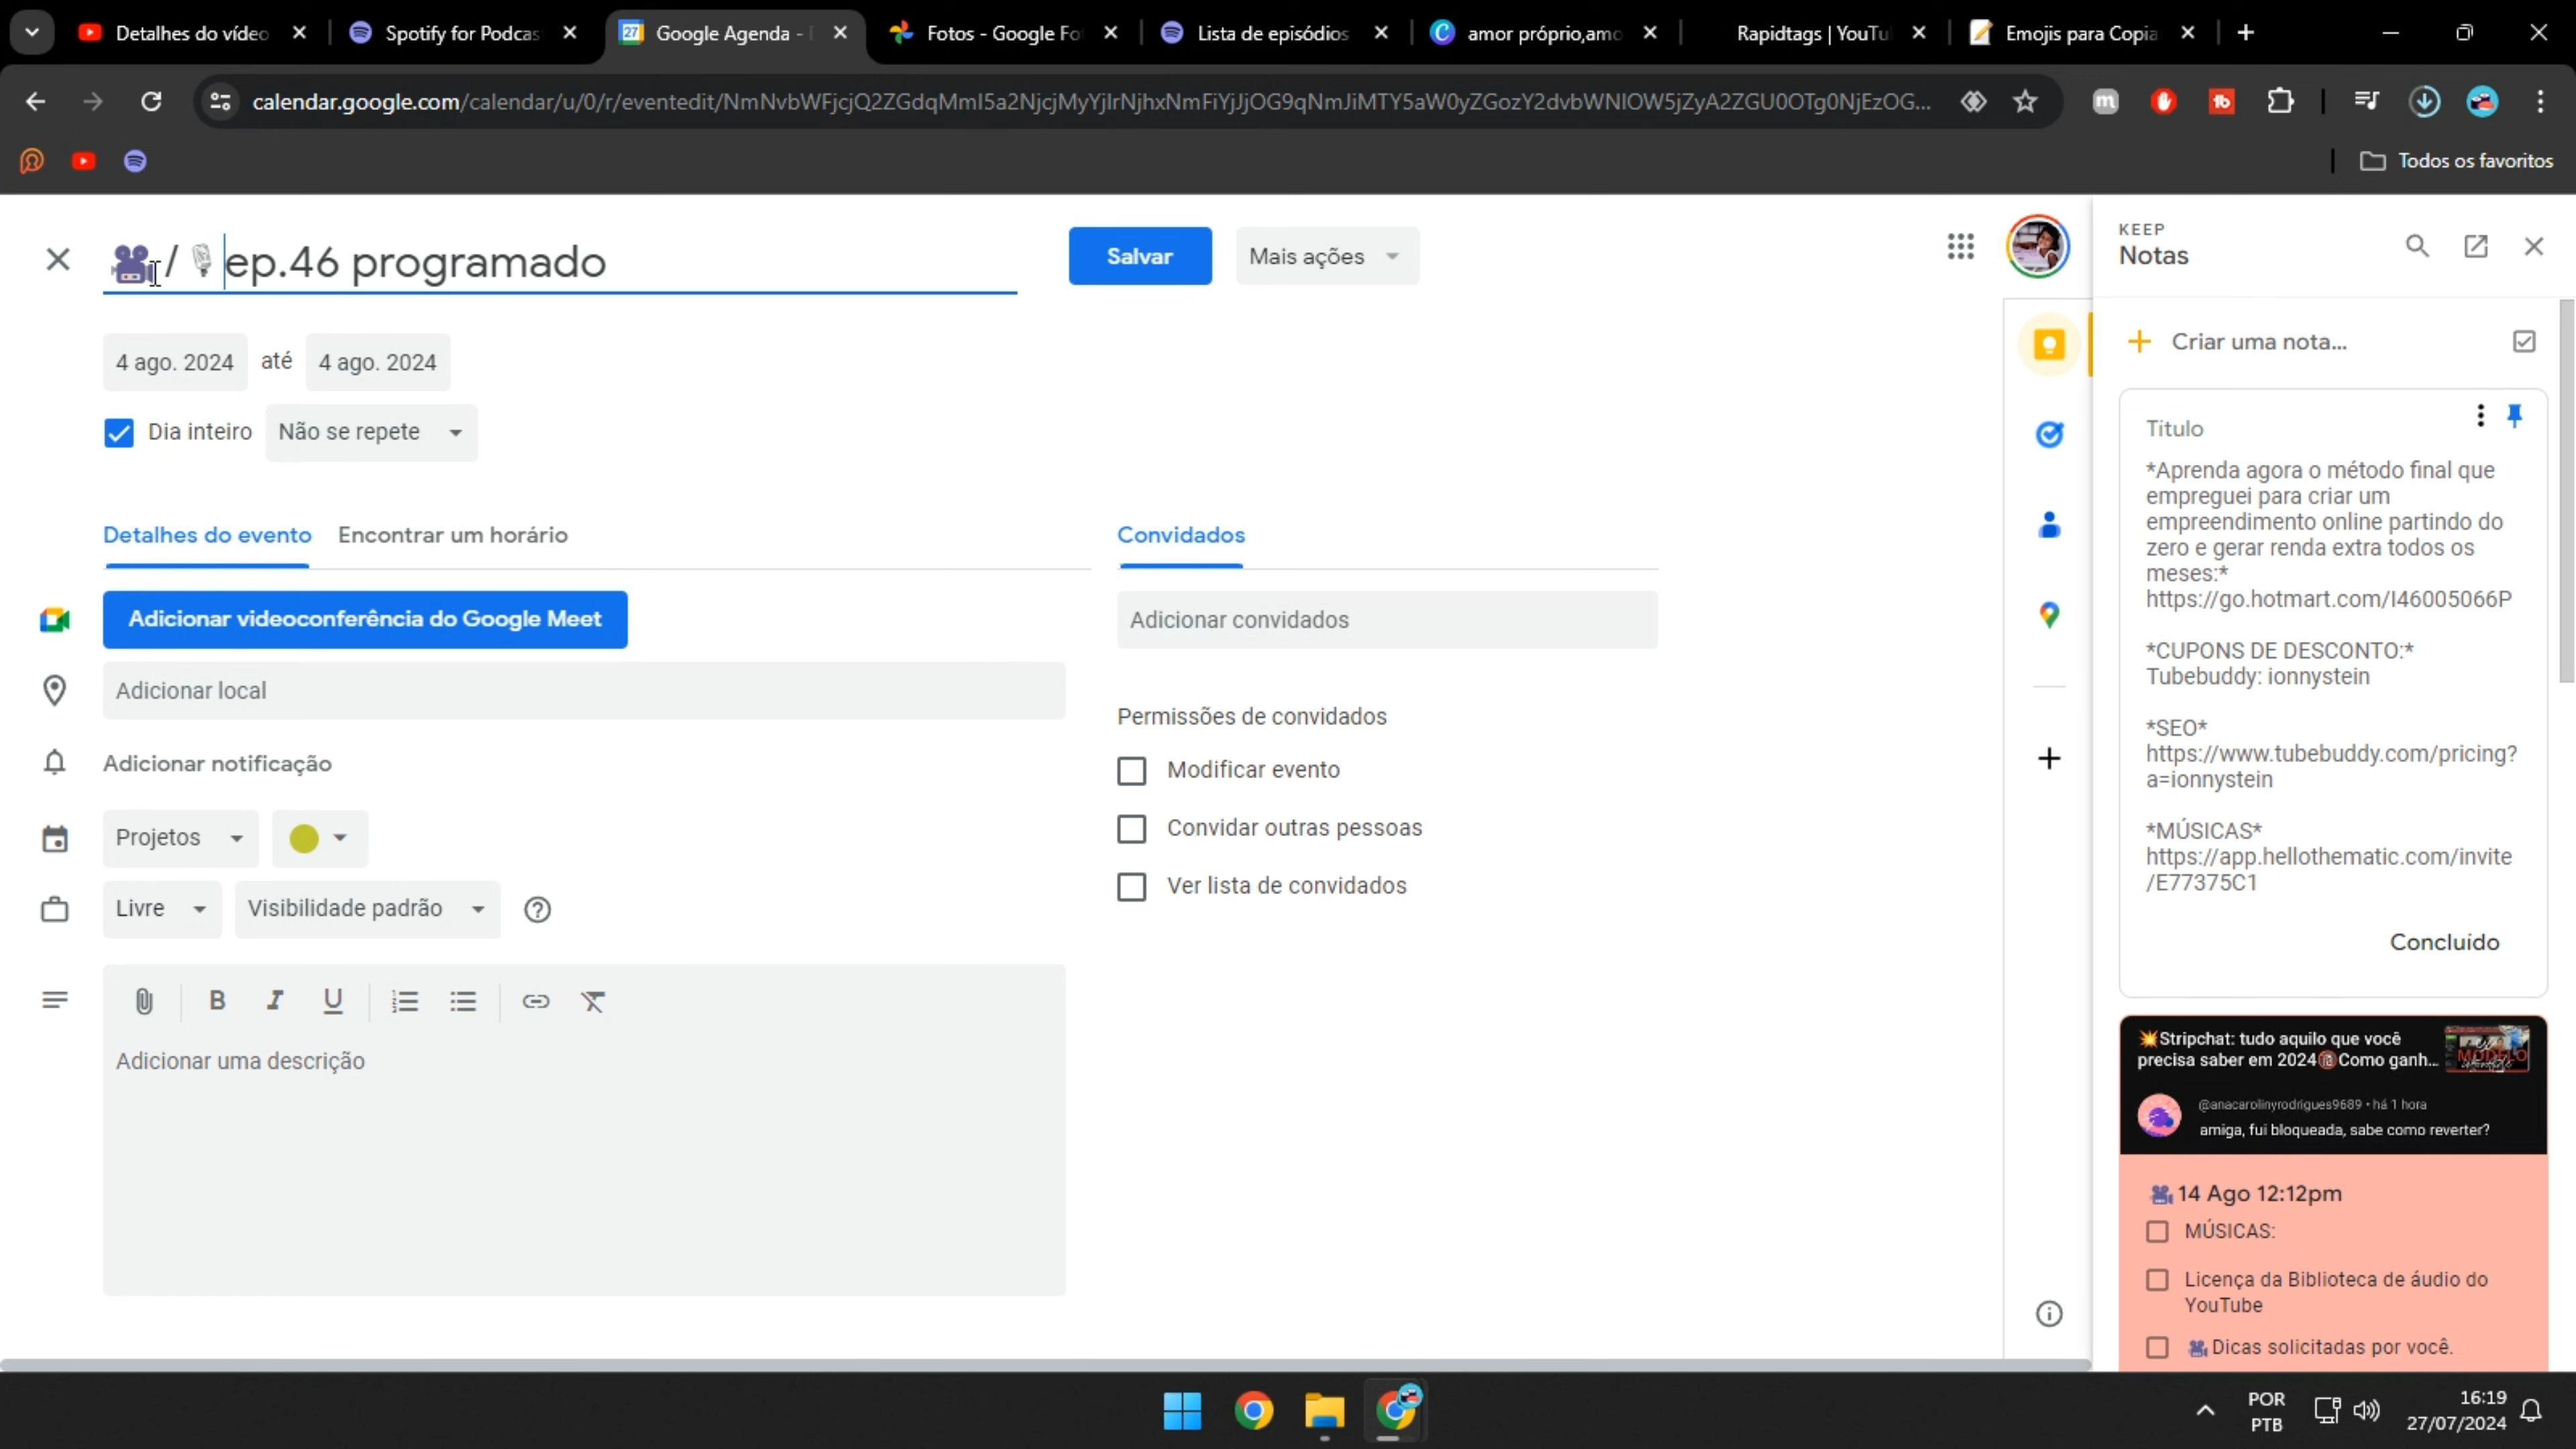 Detalhes do vídeo
Spotify for Podcas
Google Agenda -
Fotos - Google Fo
Lista de episódios
amor próprio,amo
Rapidtags | YouTu
Emojis para Copia
calendar.google.com/calendar/u/0/r/eventedit/NmNvbWFjcjQ2ZGdqMmI5a2NjcjMyYjIrNjhxNmFiYjJjOG9qNmJiMTY5aW0yZGozY2dvbWNlOW5jZyA2ZGU0OTg0NjEzOG...
Todos os favoritos
🎥/🎙ep.46 programado
Salvar
Mais ações
4 ago. 2024 até 4 ago. 2024
Dia inteiro
Não se repete
Detalhes do evento
Encontrar um horário
Adicionar videoconferência do Google Meet
Adicionar local
Adicionar notificação
Projetos
Livre
Visibilidade padrão
B I U
Adicionar uma descrição
Convidados
Adicionar convidados
Permissões de convidados
Modificar evento
Convidar outras pessoas
Ver lista de convidados
KEEP
Notas
Criar uma nota...
Título
*Aprenda agora o método final que
empreguei para criar um
empreendimento online partindo do
zero e gerar renda extra todos os
meses:*
https://go.hotmart.com/I46005066P
*CUPONS DE DESCONTO:*
Tubebuddy: ionnystein
*SEO*
https://www.tubebuddy.com/pricing?
a=ionnystein
*MÚSICAS*
https://app.hellothematic.com/invite
/E77375C1
Concluído
💥Stripchat: tudo aquilo que você
precisa saber em 2024🔞Como ganh...
MODELO
@anacarolinyrodrigues9689 • há 1 hora
amiga, fui bloqueada, sabe como reverter?
🎥14 Ago 12:12pm
MÚSICAS:
Licença da Biblioteca de áudio do
YouTube
🎥Dicas solicitadas por você.
POR
PTB
16:19
27/07/2024